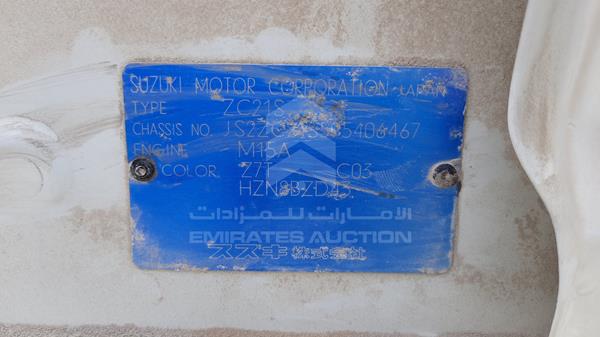 SUZUKI MOTOR CORPORATION JAPAN
TYPE ZC21S
CHASSIS NO.
ENGINE M15A
COLOR C03
HZN8BZD43
الامارات للمزادات
EMIRATES AUCTION
スズキ株式会社